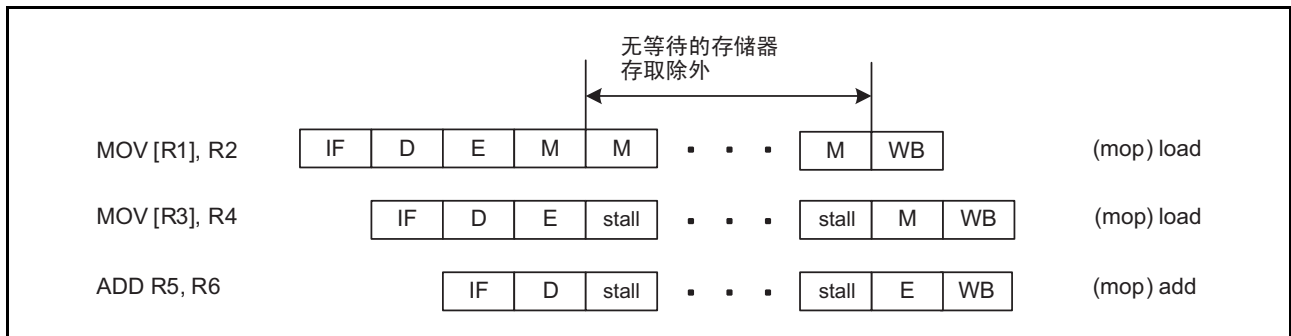 无等待的存储器
存取除外
MOV [R1], R2 IF D E M M · · · M WB (mop) load
MOV [R3], R4 IF D E stall · · · stall M WB (mop) load
ADD R5, R6 IF D stall · · · stall E WB (mop) add